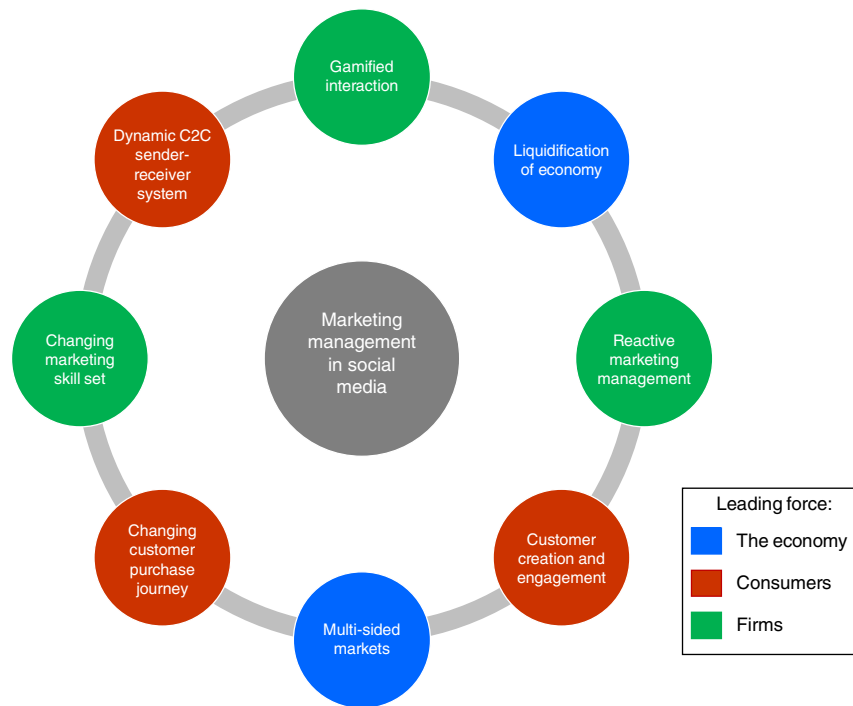 Gamified
interaction
Liquidification
of economy
Reactive
marketing
management
Customer
creation and
engagement
Multi-sided
markets
Changing
customer
purchase
journey
Changing
marketing
skill set
Dynamic C2C
sender-
receiver
system
Marketing
management
in social
media
Leading force:
The economy
Consumers
Firms